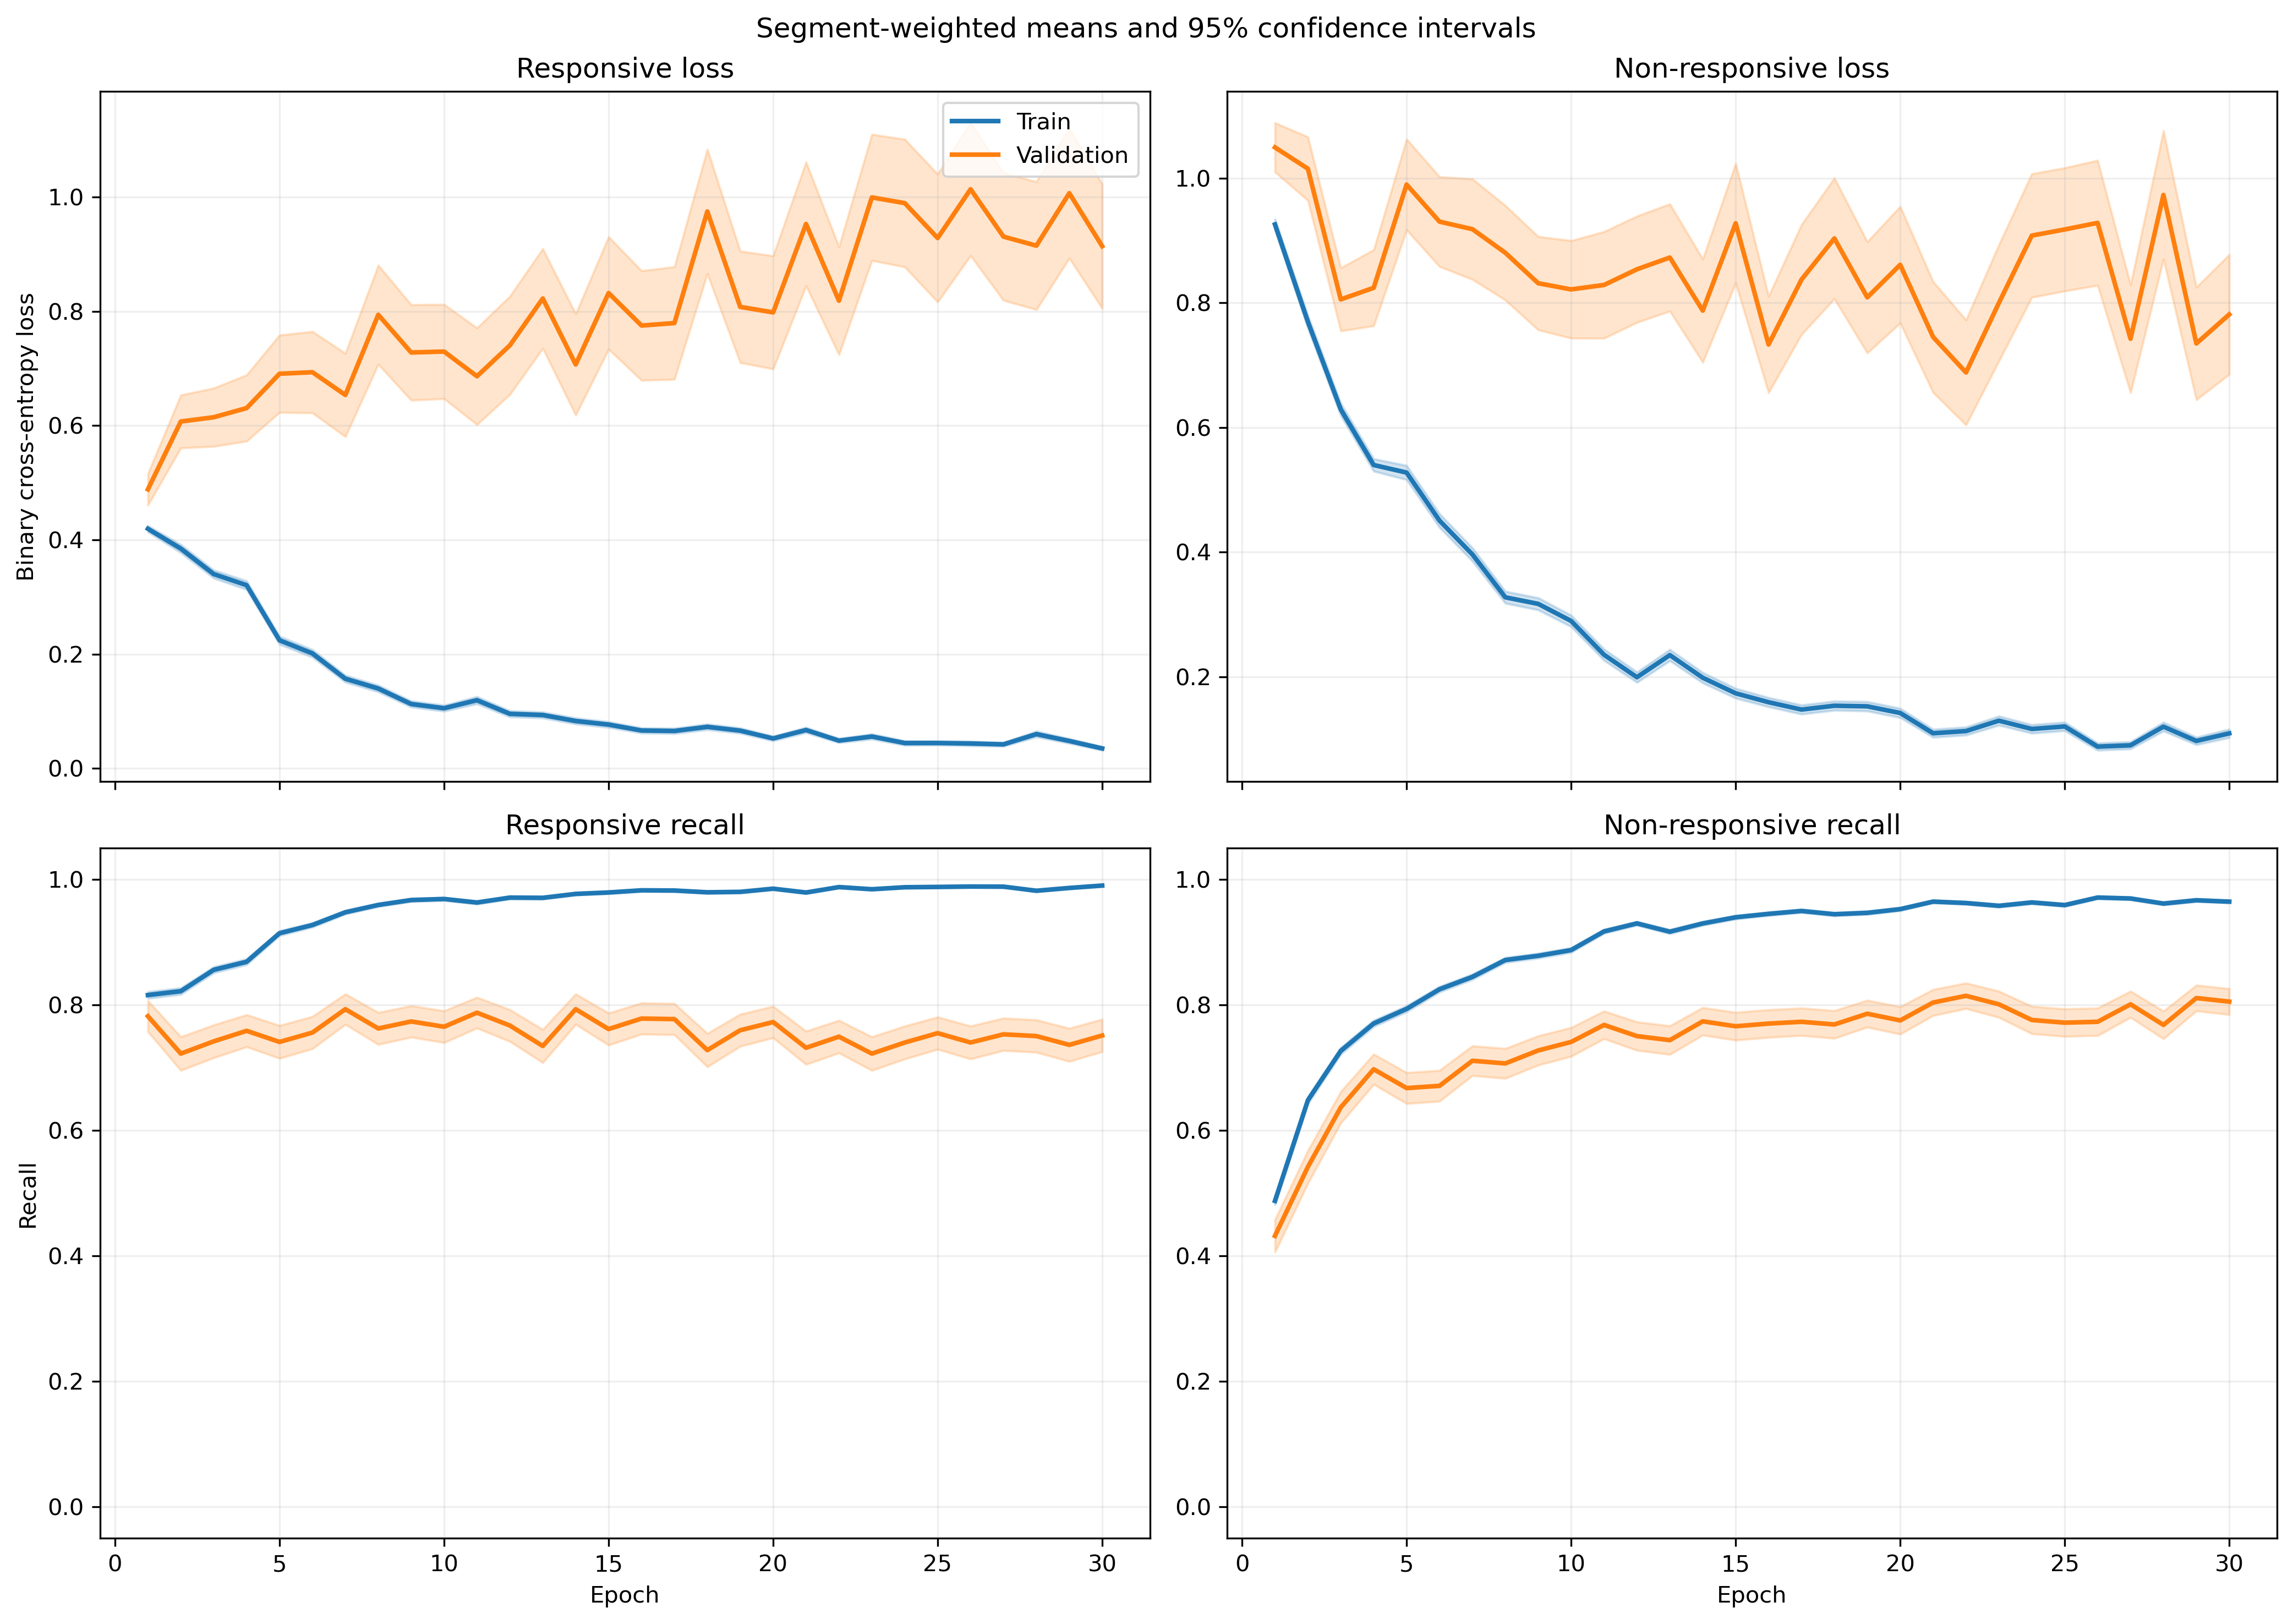 Segment-weighted means and 95% confidence intervals
Responsive loss
Non-responsive loss
Train
Validation
Binary cross-entropy loss
1.0
0.8
0.6
0.4
0.2
0.0
1.0
0.8
0.6
0.4
0.2
Responsive recall
Non-responsive recall
Recall
1.0
0.8
0.6
0.4
0.2
0.0
0 5 10 15 20 25 30
Epoch
1.0
0.8
0.6
0.4
0.2
0.0
0 5 10 15 20 25 30
Epoch